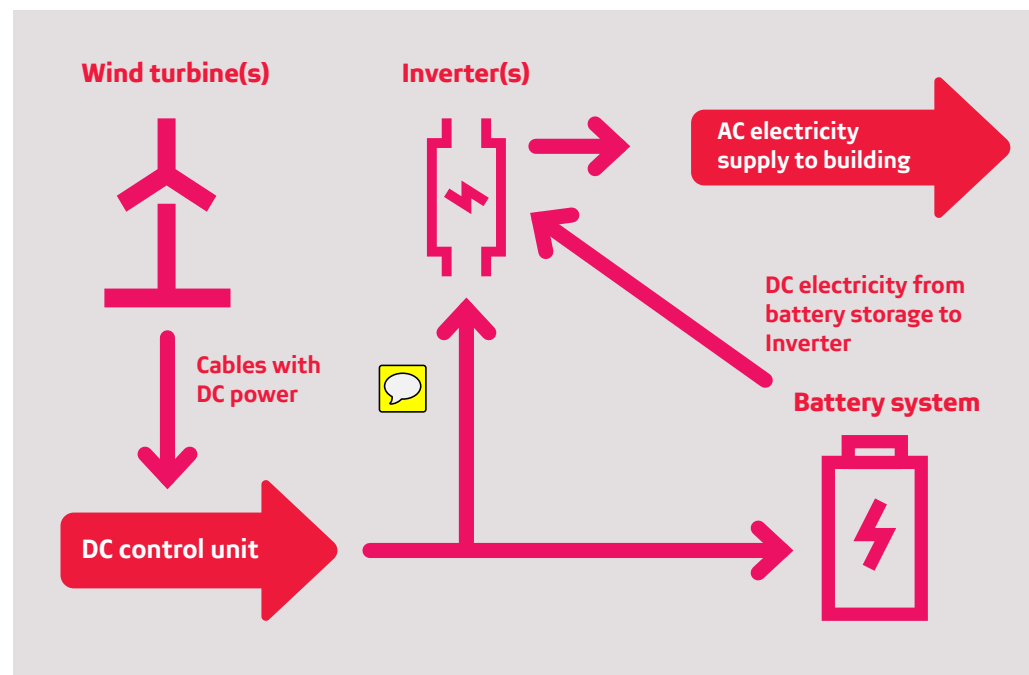 Wind turbine(s)
Inverter(s)
AC electricity
supply to building
Cables with
DC power
DC electricity from
battery storage to
Inverter
Battery system
DC control unit